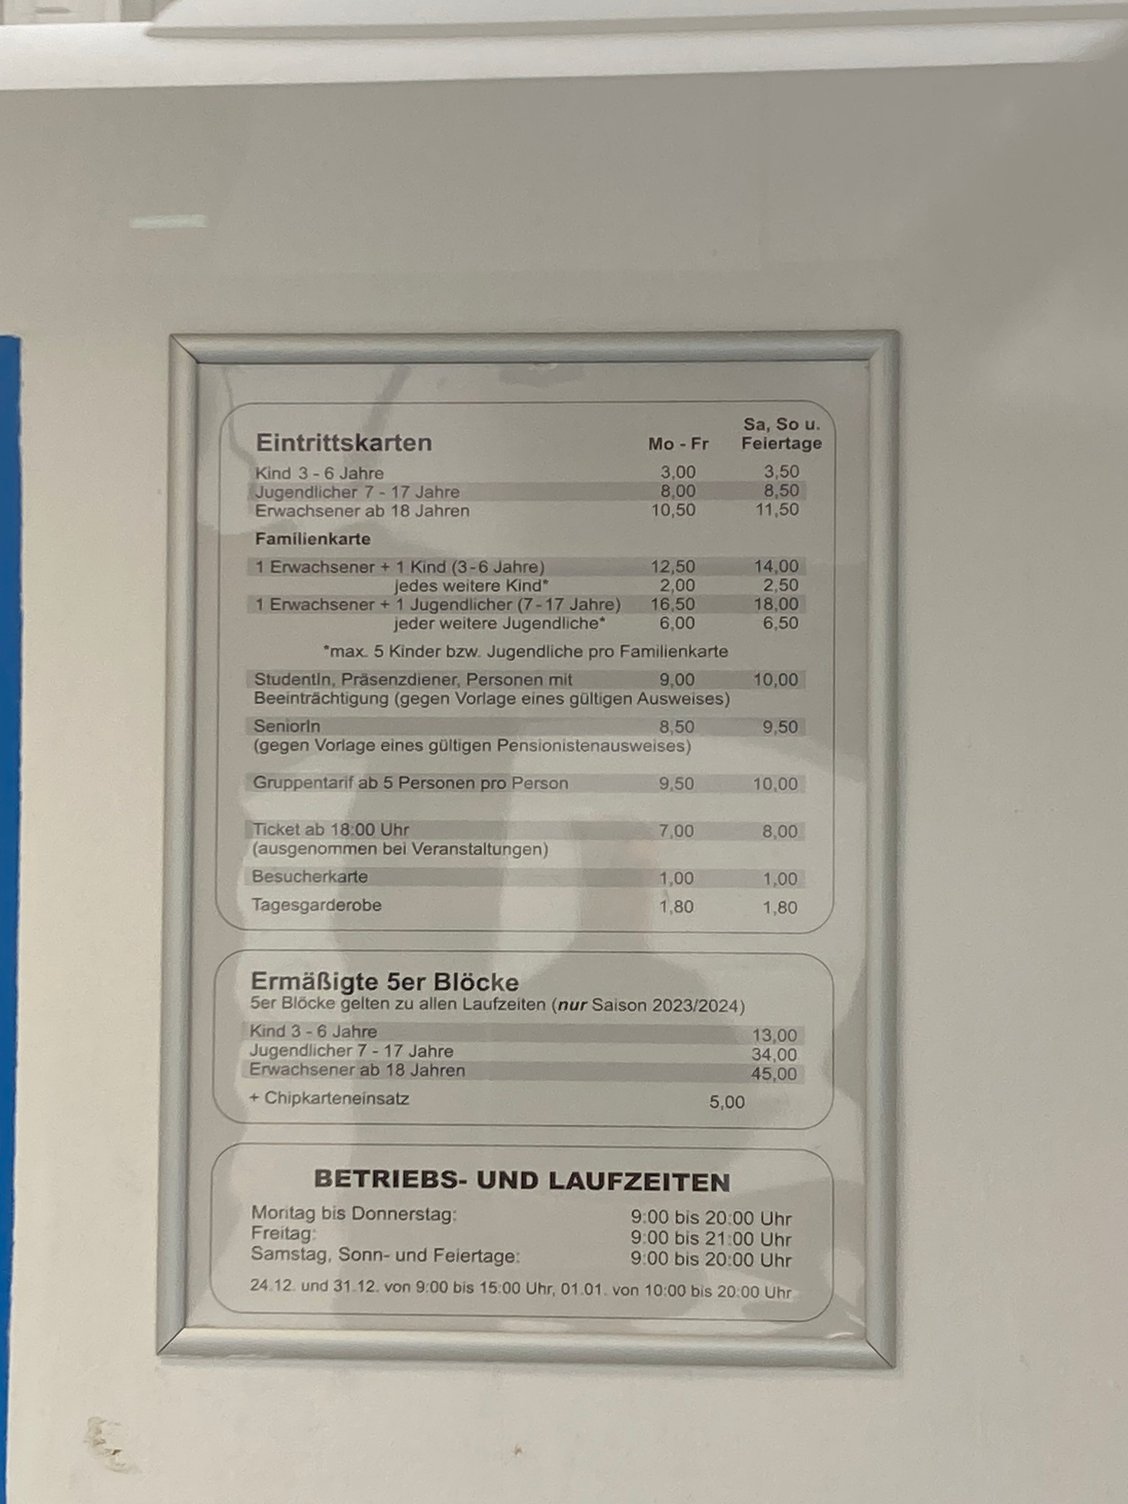 Eintrittskarten Mo - Fr Sa, So u. Feiertage
Kind 3 - 6 Jahre 3,00 3,50
Jugendlicher 7 - 17 Jahre 8,00 8,50
Erwachsener ab 18 Jahren 10,50 11,50
Familienkarte
1 Erwachsener + 1 Kind (3-6 Jahre) 12,50 14,00
jedes weitere Kind* 2,00 2,50
1 Erwachsener + 1 Jugendlicher (7-17 Jahre) 16,50 18,00
jeder weitere Jugendliche* 6,00 6,50
*max. 5 Kinder bzw. Jugendliche pro Familienkarte
StudentIn, Präsenzdiener, Personen mit 9,00 10,00
Beeinträchtigung (gegen Vorlage eines gültigen Ausweises)
SeniorIn 8,50 9,50
(gegen Vorlage eines gültigen Pensionistenausweises)
Gruppentarif ab 5 Personen pro Person 9,50 10,00
Ticket ab 18:00 Uhr 7,00 8,00
(ausgenommen bei Veranstaltungen)
Besucherkarte 1,00 1,00
Tagesgarderobe 1,80 1,80
Ermäßigte 5er Blöcke
5er Blöcke gelten zu allen Laufzeiten (nur Saison 2023/2024)
Kind 3 - 6 Jahre 13,00
Jugendlicher 7 - 17 Jahre 34,00
Erwachsener ab 18 Jahren 45,00
+ Chipkarteneinsatz 5,00
BETRIEBS- UND LAUFZEITEN
Montag bis Donnerstag: 9:00 bis 20:00 Uhr
Freitag: 9:00 bis 21:00 Uhr
Samstag, Sonn- und Feiertage: 9:00 bis 20:00 Uhr
24.12. und 31.12. von 9:00 bis 15:00 Uhr, 01.01. von 10:00 bis 20:00 Uhr